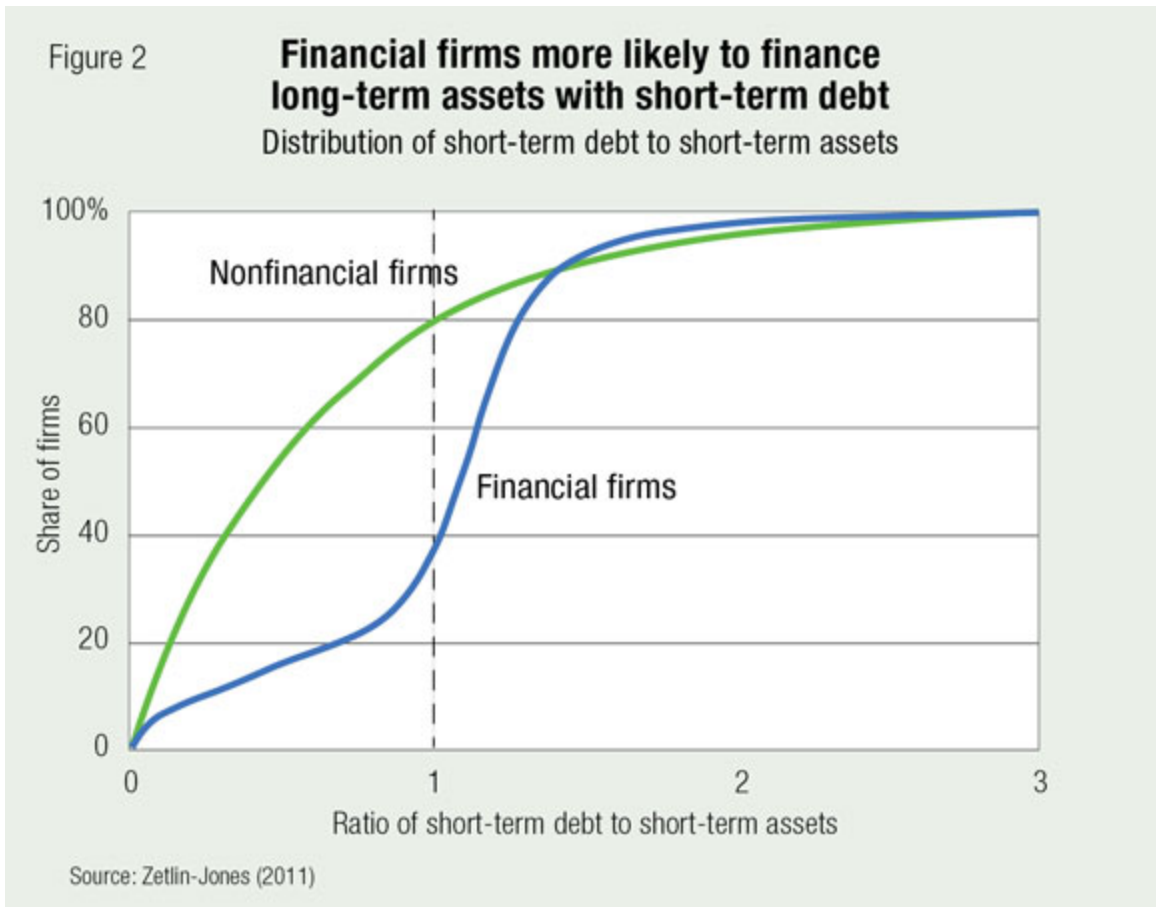 Figure 2
Financial firms more likely to finance
long-term assets with short-term debt
Distribution of short-term debt to short-term assets
100%
80
60
40
20
0
Share of firms
Nonfinancial firms
Financial firms
0 1 2 3
Ratio of short-term debt to short-term assets
Source: Zetlin-Jones (2011)